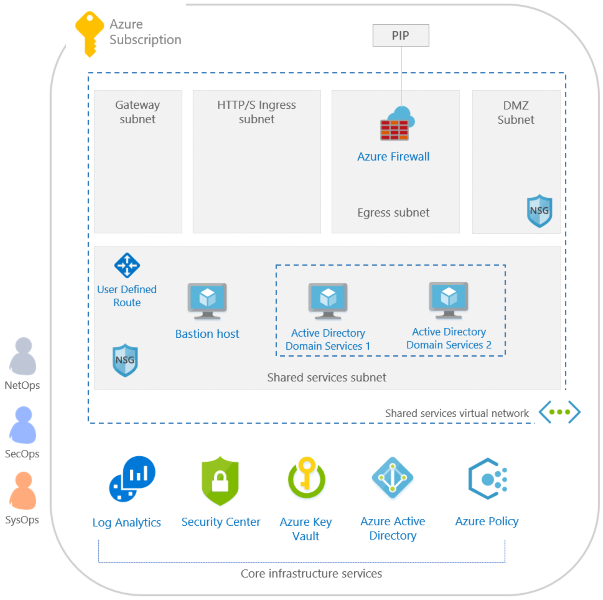 Azure
Subscription
PIP
Gateway
subnet
HTTP/S Ingress
subnet
DMZ
Subnet
Azure Firewall
Egress subnet
NSG
User Defined
Route
Bastion host
Active Directory
Domain Services 1
Active Directory
Domain Services 2
NSG
Shared services subnet
NetOps
Shared services virtual network
SecOps
SysOps
Log Analytics
Security Center
Azure Key
Vault
Azure Active
Directory
Azure Policy
Core infrastructure services